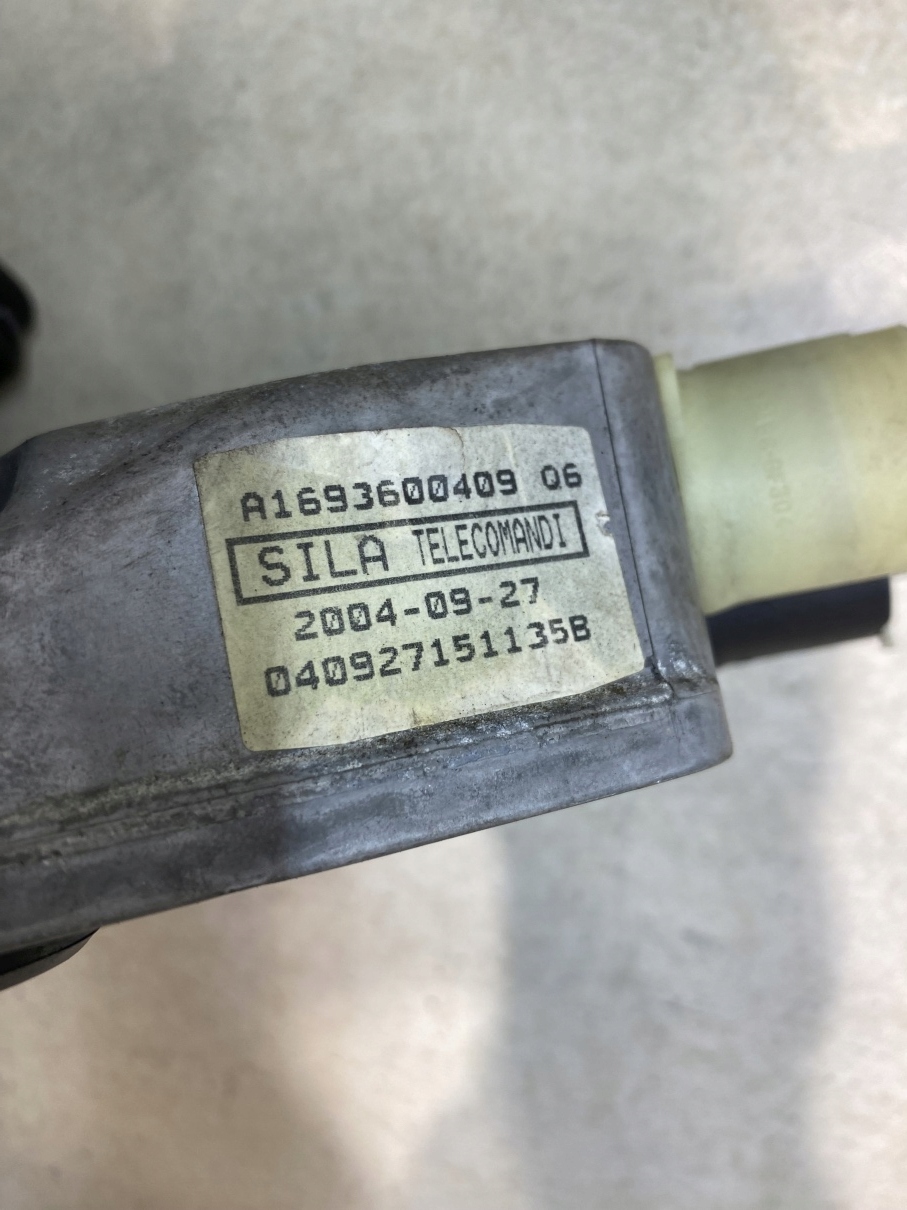 A1693600409 Q6
SILA TELECOMANDI
2004-09-27
040927151135B